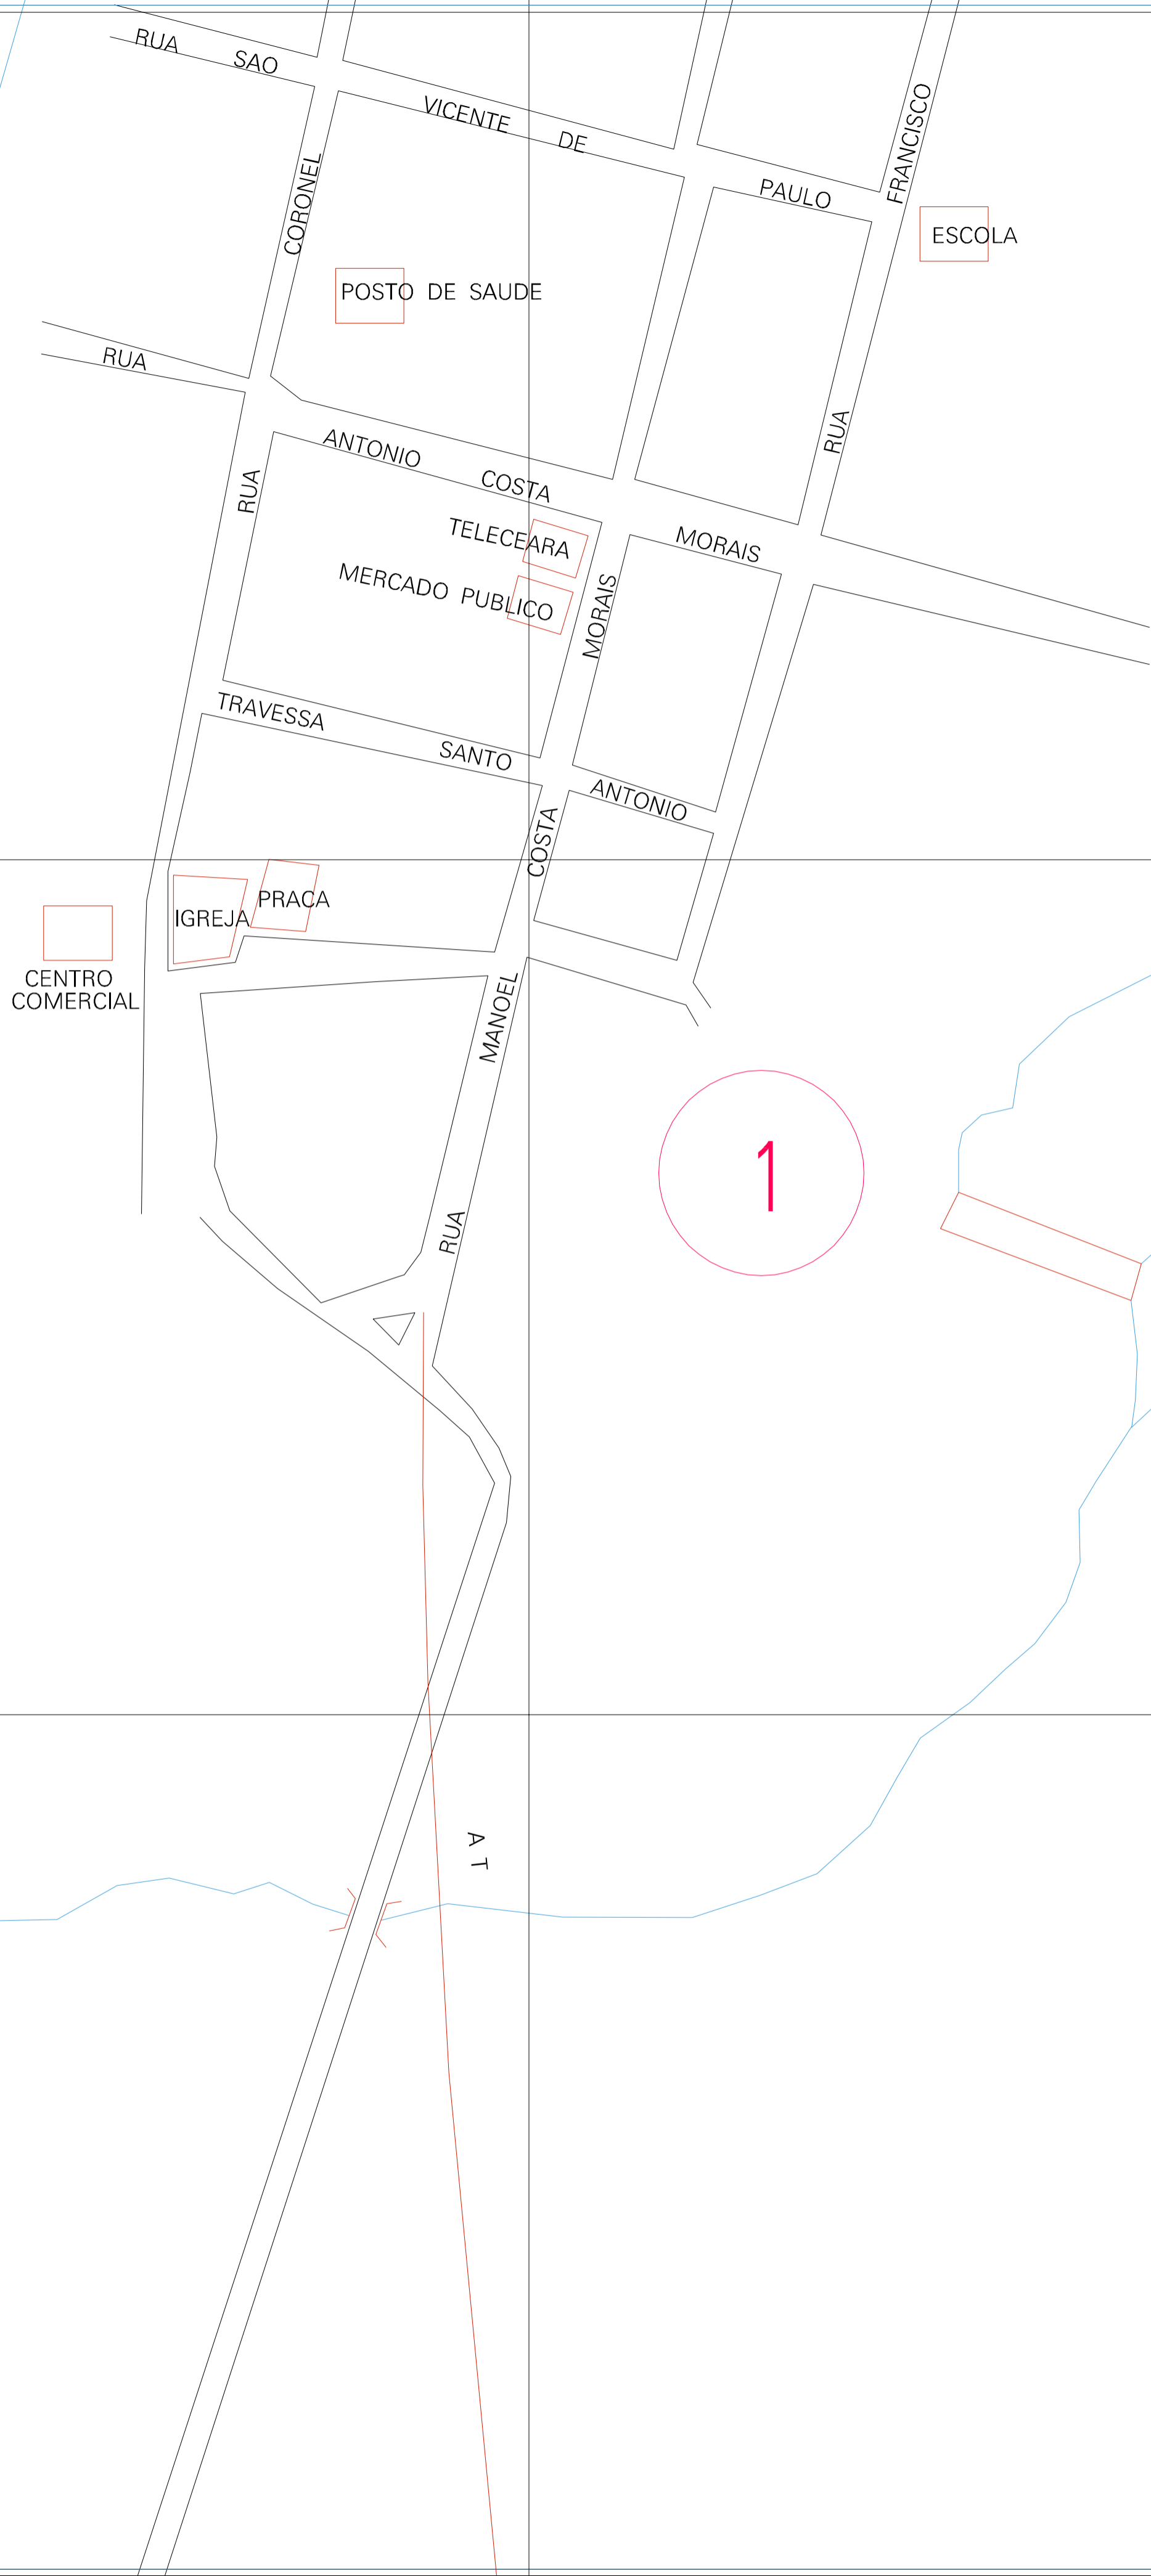 RUA SAO VICENTE DE PAULO
CORONEL
FRANCISCO
ESCOLA
POSTO DE SAUDE
RUA ANTONIO COSTA MORAIS
RUA
RUA
TELECEARA
MERCADO PUBLICO
MORAIS
TRAVESSA SANTO ANTONIO
COSTA
PRACA
IGREJA
CENTRO
COMERCIAL
MANOEL
1
RUA
A T